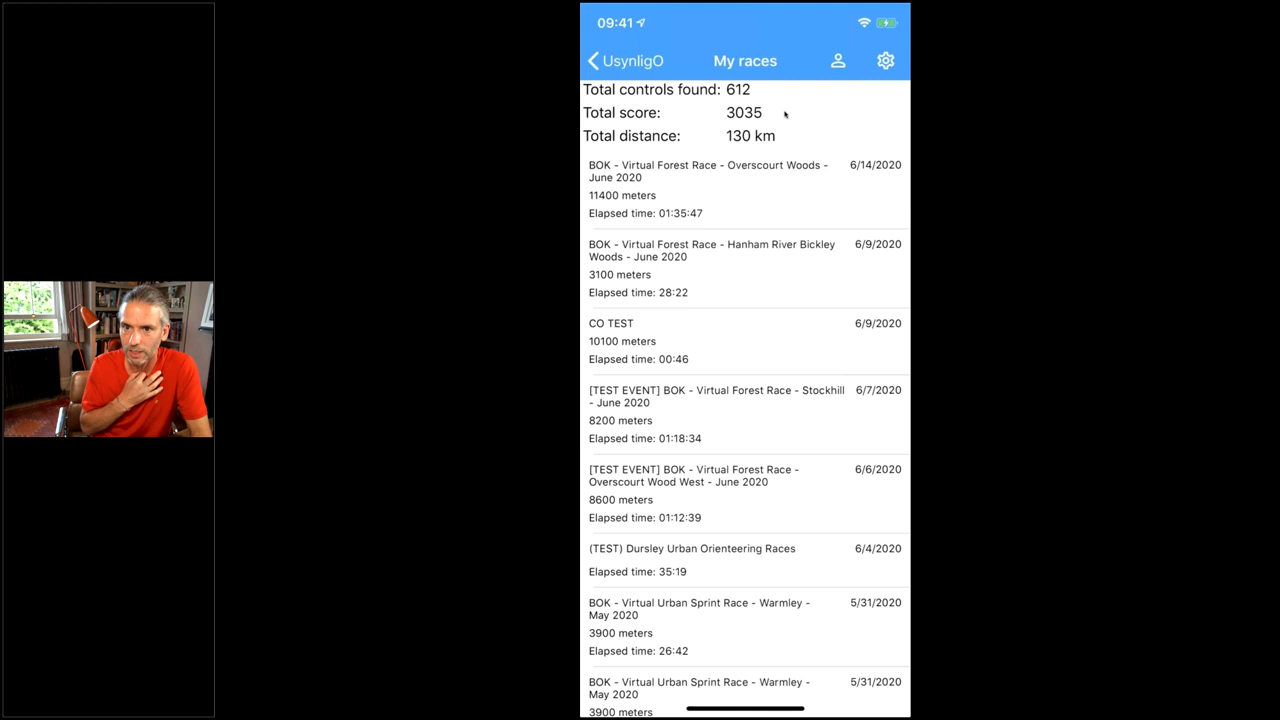 09:41
UsynligO
My races
Total controls found: 612
Total score: 3035
Total distance: 130 km
BOK - Virtual Forest Race - Overscourt Woods - 6/14/2020
June 2020
11400 meters
Elapsed time: 01:35:47
BOK - Virtual Forest Race - Hanham River Bickley 6/9/2020
Woods - June 2020
3100 meters
Elapsed time: 28:22
CO TEST 6/9/2020
10100 meters
Elapsed time: 00:46
[TEST EVENT] BOK - Virtual Forest Race - Stockhill 6/7/2020
- June 2020
8200 meters
Elapsed time: 01:18:34
[TEST EVENT] BOK - Virtual Forest Race - 6/6/2020
Overscourt Wood West - June 2020
8600 meters
Elapsed time: 01:12:39
(TEST) Dursley Urban Orienteering Races 6/4/2020
Elapsed time: 35:19
BOK - Virtual Urban Sprint Race - Warmley - 5/31/2020
May 2020
3900 meters
Elapsed time: 26:42
BOK - Virtual Urban Sprint Race - Warmley - 5/31/2020
May 2020
3900 meters